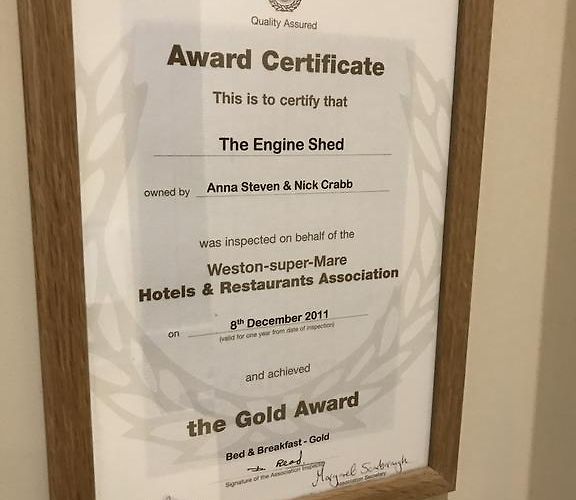 Quality Assured
Award Certificate
This is to certify that
The Engine Shed
owned by Anna Steven & Nick Crabb
was inspected on behalf of the
Weston-super-Mare
Hotels & Restaurants Association
on 8th December 2011
(valid for one year from date of inspection)
and achieved
the Gold Award
Bed & Breakfast - Gold
Read
Signature of the Association Inspector
Margaret
Association Secretary